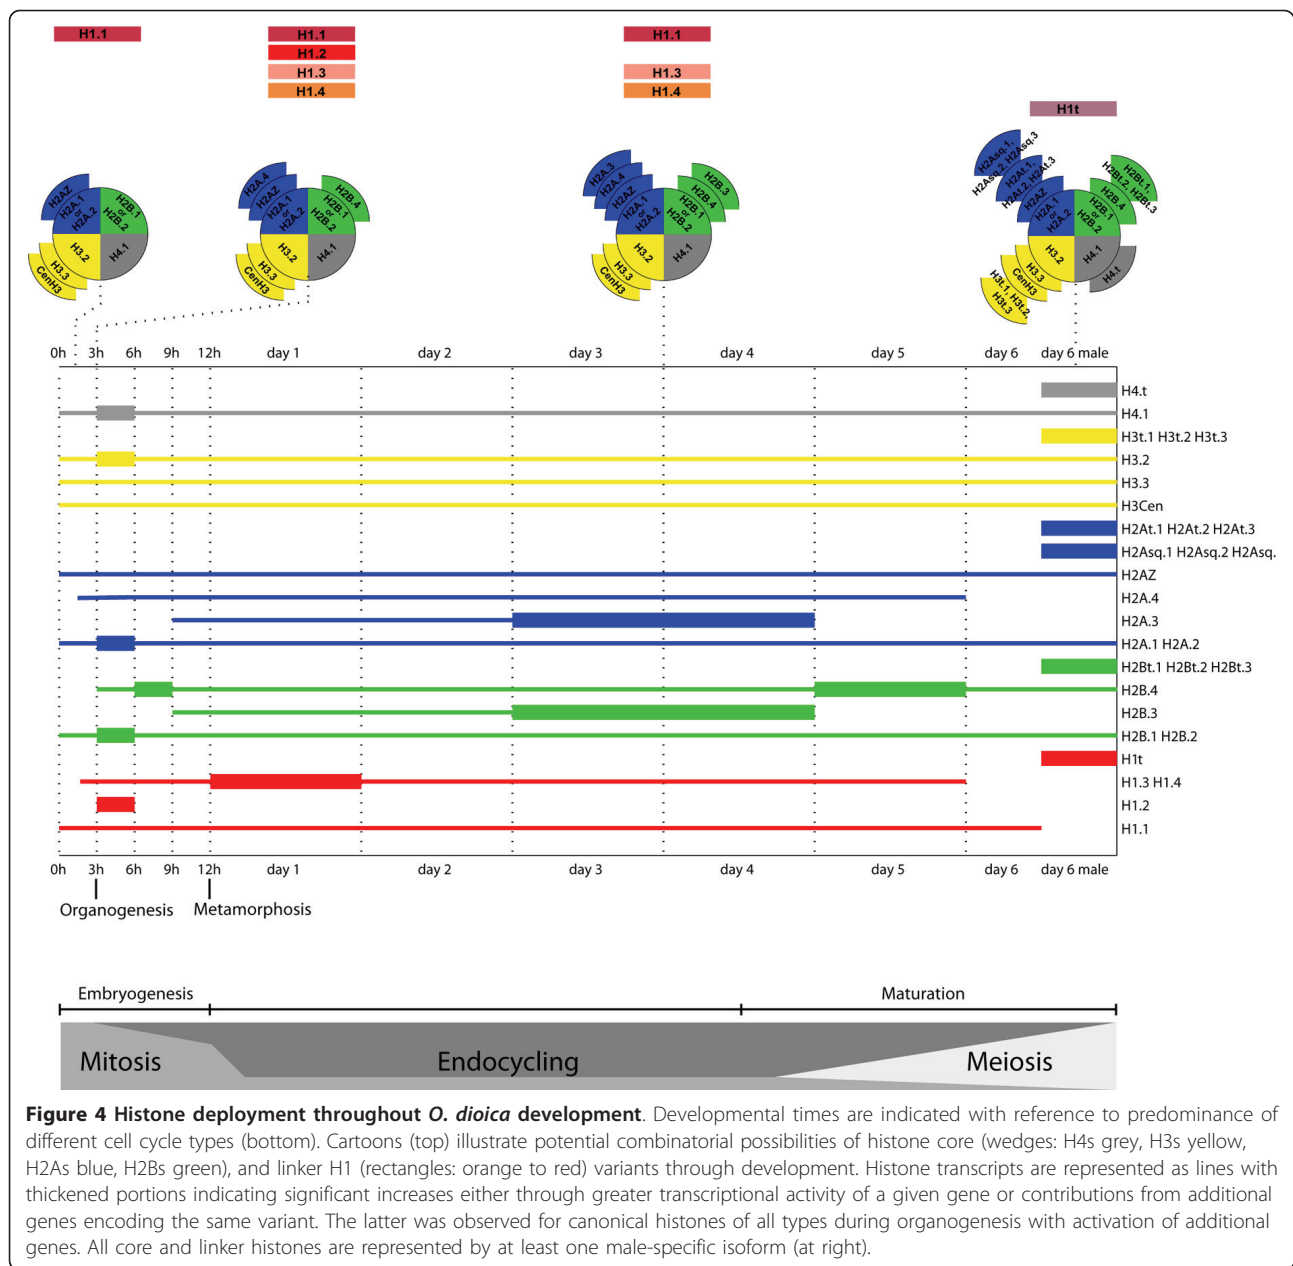 H1.1
H1.1
H1.2
H1.3
H1.4
H1.1
H1.3
H1.4
H1t
H2AZ
H2A.1
or
H2A.2
H2B.1
or
H2B.2
H3.2
H4.1
H3.3
CenH3
H2A.4
H2AZ
H2A.1
or
H2A.2
H2B.4
H2B.1
or
H2B.2
H3.2
H4.1
H3.3
CenH3
H2A.3
H2A.4
H2AZ
H2A.1
or
H2A.2
H2B.3
H2B.4
H2B.1
or
H2B.2
H3.2
H4.1
H3.3
CenH3
H2Asq.1,
H2Asq.2, H2Asq.3
H2At.1,
H2At.2, H2At.3
H2AZ
H2A.1
or
H2A.2
H2Bt.1
H2Bt.2, H2Bt.3
H2B.4
H2B.1
or
H2B.2
H3.2
H4.1
H4.t
H3.3
CenH3
H3t.1, H3t.2,
H3t.3
0h 3h 6h 9h 12h day 1 day 2 day 3 day 4 day 5 day 6 day 6 male
H4.t
H4.1
H3t.1 H3t.2 H3t.3
H3.2
H3.3
H3Cen
H2At.1 H2At.2 H2At.3
H2Asq.1 H2Asq.2 H2Asq.
H2AZ
H2A.4
H2A.3
H2A.1 H2A.2
H2Bt.1 H2Bt.2 H2Bt.3
H2B.4
H2B.3
H2B.1 H2B.2
H1t
H1.3 H1.4
H1.2
H1.1
0h 3h 6h 9h 12h day 1 day 2 day 3 day 4 day 5 day 6 day 6 male
Organogenesis Metamorphosis
Embryogenesis Maturation
Mitosis Endocycling Meiosis
Figure 4 Histone deployment throughout O. dioica development. Developmental times are indicated with reference to predominance of
different cell cycle types (bottom). Cartoons (top) illustrate potential combinatorial possibilities of histone core (wedges: H4s grey, H3s yellow,
H2As blue, H2Bs green), and linker H1 (rectangles: orange to red) variants through development. Histone transcripts are represented as lines with
thickened portions indicating significant increases either through greater transcriptional activity of a given gene or contributions from additional
genes encoding the same variant. The latter was observed for canonical histones of all types during organogenesis with activation of additional
genes. All core and linker histones are represented by at least one male-specific isoform (at right).